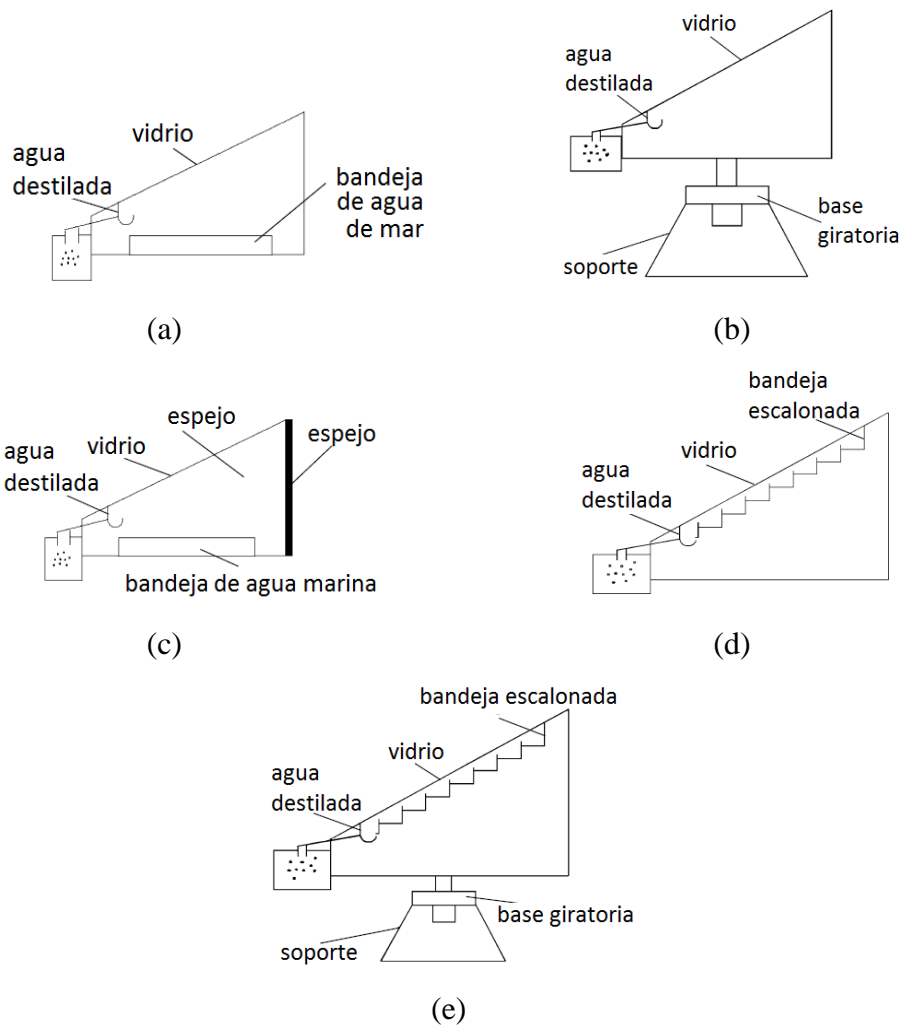 vidrio
agua
destilada
bandeja
de agua
de mar
(a)
vidrio
agua
destilada
base
giratoria
soporte
(b)
espejo
espejo
vidrio
agua
destilada
bandeja de agua marina
(c)
bandeja
escalonada
vidrio
agua
destilada
(d)
bandeja escalonada
vidrio
agua
destilada
base giratoria
soporte
(e)